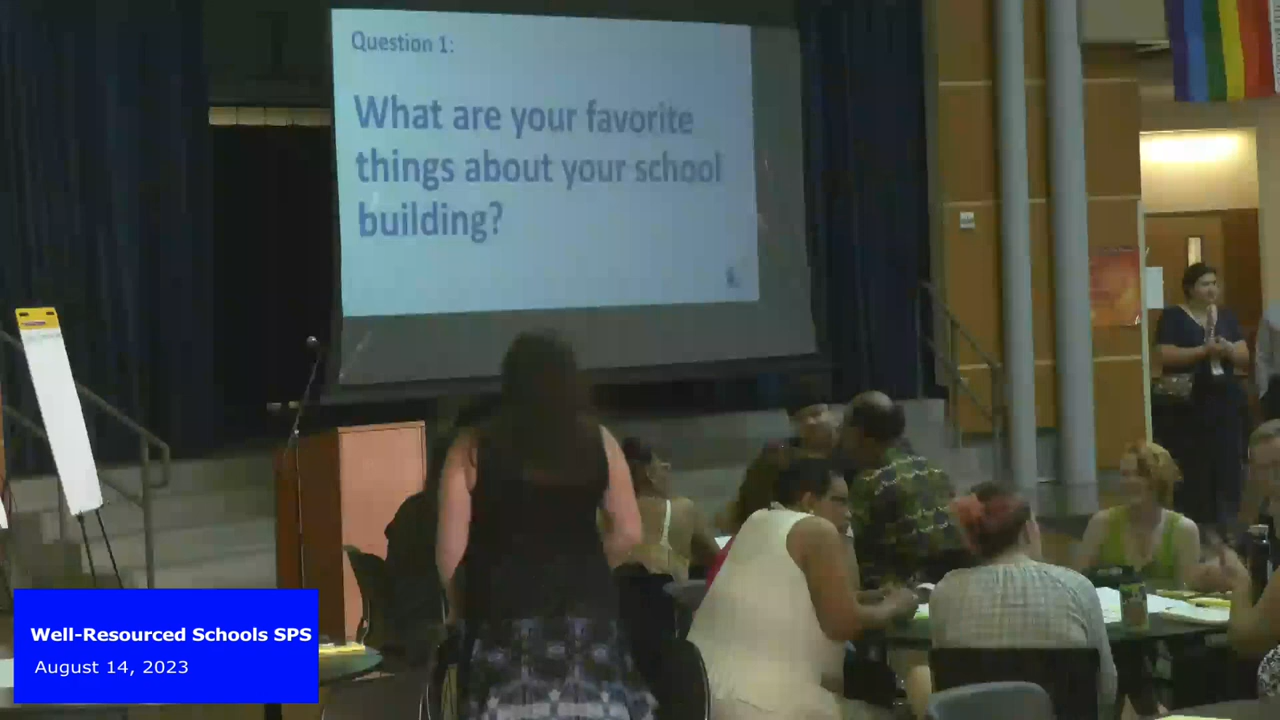 Question 1:
What are your favorite
things about your school
building?
Well-Resourced Schools SPS
August 14, 2023